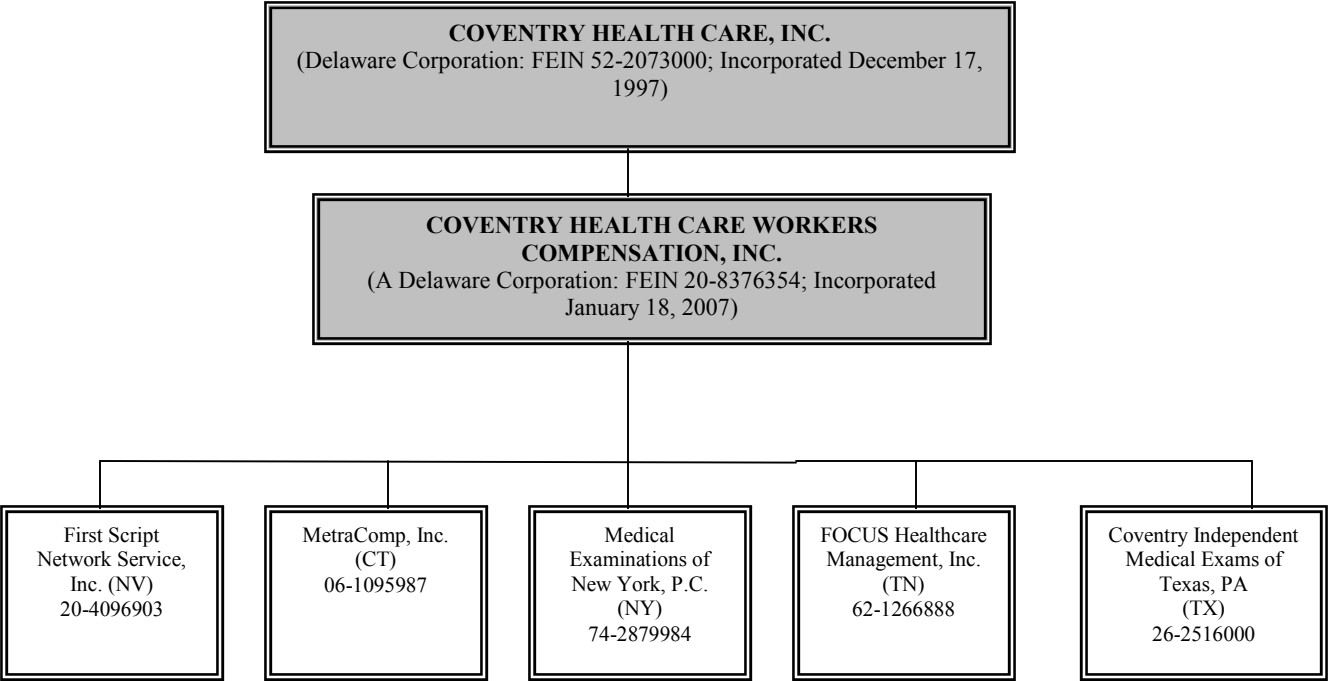 COVENTRY HEALTH CARE, INC.
(Delaware Corporation: FEIN 52-2073000; Incorporated December 17,
1997)
COVENTRY HEALTH CARE WORKERS
COMPENSATION, INC.
(A Delaware Corporation: FEIN 20-8376354; Incorporated
January 18, 2007)
First Script
Network Service,
Inc. (NV)
20-4096903
MetraComp, Inc.
(CT)
06-1095987
Medical
Examinations of
New York, P.C.
(NY)
74-2879984
FOCUS Healthcare
Management, Inc.
(TN)
62-1266888
Coventry Independent
Medical Exams of
Texas, PA
(TX)
26-2516000